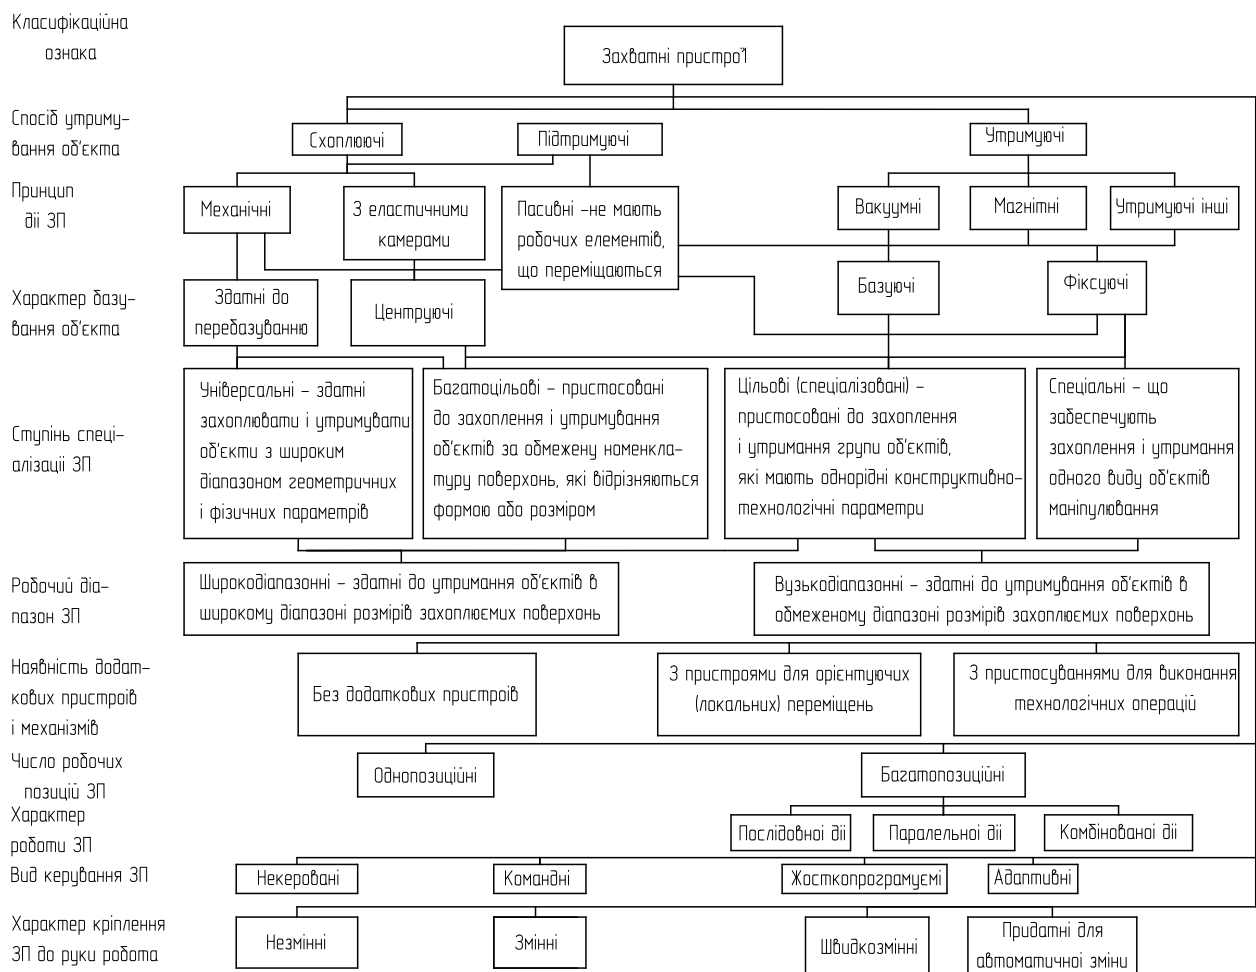 Класифікаційна
ознака
Захватні пристрої
Спосіб утриму-
вання об'єкта
Схоплюючі
Підтримуючі
Утримуючі
Принцип
дії ЗП
Механічні
З еластичними
камерами
Пасивні –не мають
робочих елементів,
що переміщаються
Вакуумні
Магнітні
Утримуючі інші
Характер базу-
вання об'єкта
Здатні до
перебазуванню
Центруючі
Базуючі
Фіксуючі
Ступінь спеці-
алізації ЗП
Універсальні – здатні
захоплювати і утримувати
об'єкти з широким
діапазоном геометричних
і фізичних параметрів
Багатоцільові – пристосовані
до захоплення і утримування
об'єктів за обмежену номенкла-
туру поверхонь, які відрізняються
формою або розміром
Цільові (спеціалізовані) –
пристосовані до захоплення
і утримання групи об'єктів,
які мають однорідні конструктивно-
технологічні параметри
Спеціальні – що
забеспечують
захоплення і утримання
одного виду об'єктів
маніпулювання
Робочий діа-
пазон ЗП
Широкодіапазонні – здатні до утримання об'єктів в
широкому діапазоні розмірів захоплюємих поверхонь
Вузькодіапазонні – здатні до утримування об'єктів в
обмеженому діапазоні розмірів захоплюємих поверхонь
Наявність додат-
кових пристроїв
і механізмів
Без додаткових пристроїв
З пристроями для орієнтуючих
(локальних) переміщень
З пристосуваннями для виконання
технологічних операцій
Число робочих
позицій ЗП
Однопозиційні
Багатопозиційні
Характер
роботи ЗП
Послідовної дії
Паралельної дії
Комбінованої дії
Вид керування ЗП
Некеровані
Командні
Жосткопрограмуємі
Адаптивні
Характер кріплення
ЗП до руки робота
Незмінні
Змінні
Швидкозмінні
Придатні для
автоматичної зміни